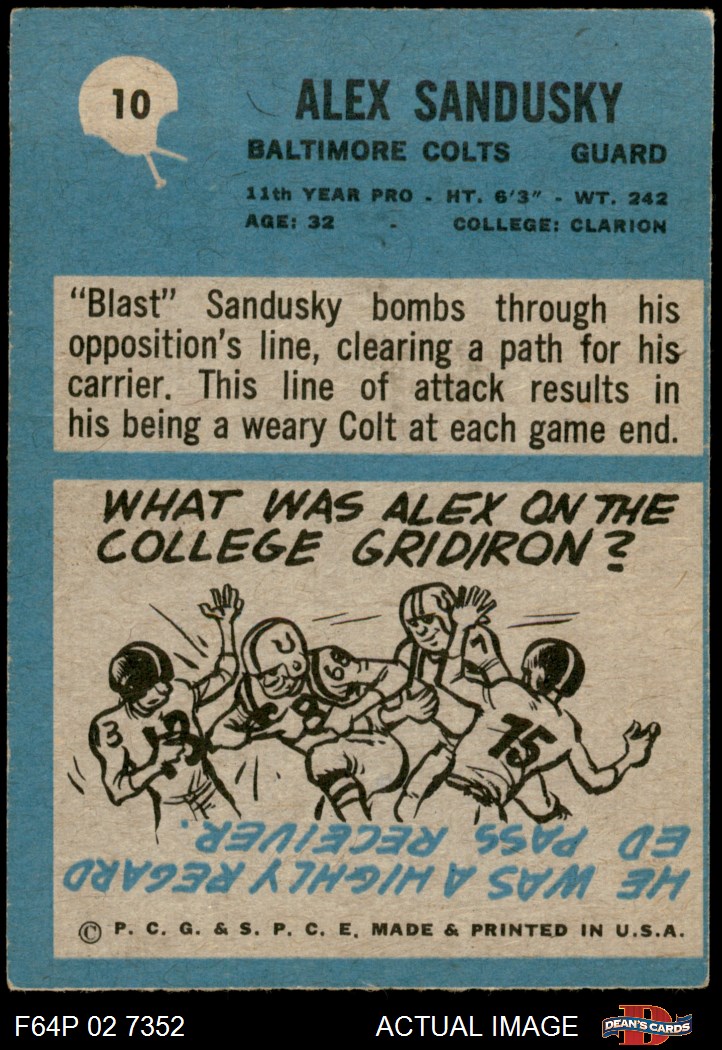 10
ALEX SANDUSKY
BALTIMORE COLTS GUARD
11th YEAR PRO - HT. 6'3" - WT. 242
AGE: 32 - COLLEGE: CLARION
"Blast" Sandusky bombs through his
opposition's line, clearing a path for his
carrier. This line of attack results in
his being a weary Colt at each game end.
WHAT WAS ALEX ON THE
COLLEGE GRIDIRON?
3
75
HE WAS A HIGHLY REGARD
ED PASS RECEIVER.
© P. C. G. & S. P. C. E. MADE & PRINTED IN U.S.A.
F64P 02 7352 ACTUAL IMAGE DEAN'S CARDS